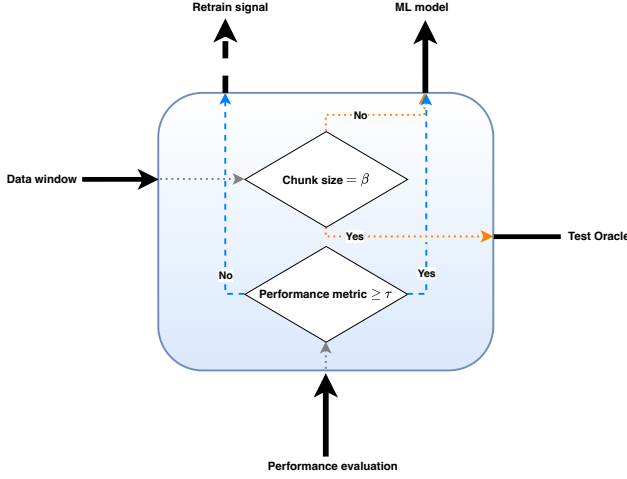 Retrain signal
ML model
No
Data window
Chunk size = β
Yes
Test Oracle
No
Yes
Performance metric ≥ τ
Performance evaluation